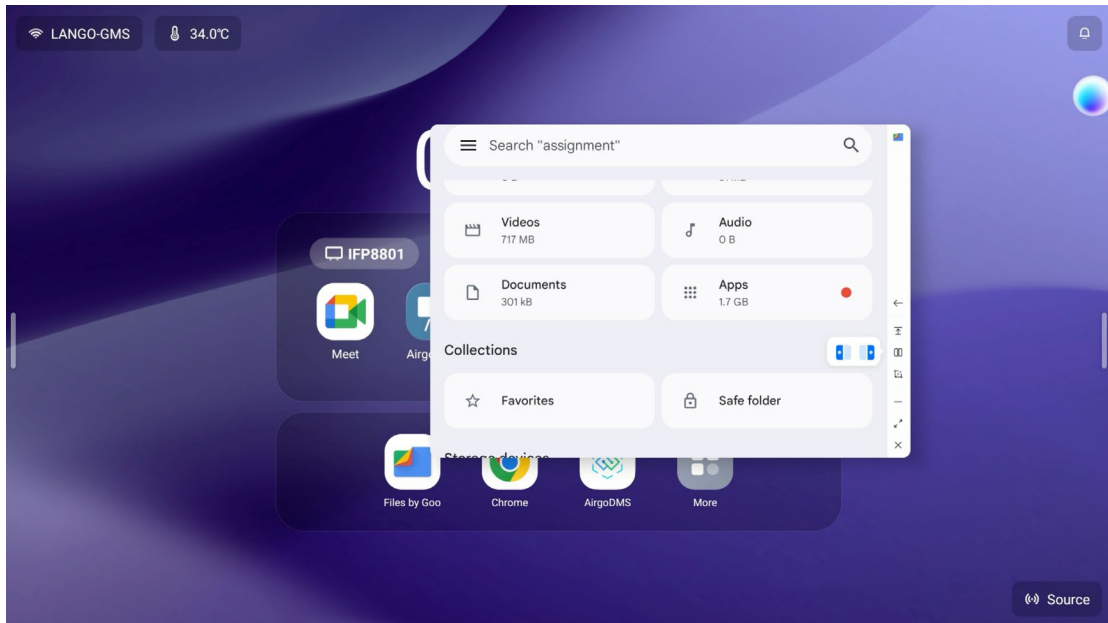 LANGO-GMS
34.0℃
Search "assignment"
Videos
717 MB
Audio
0 B
IFP8801
Documents
301 kB
Apps
1.7 GB
Meet
Collections
Favorites
Safe folder
Files by Goo
Chrome
AirgoDMS
More
Source